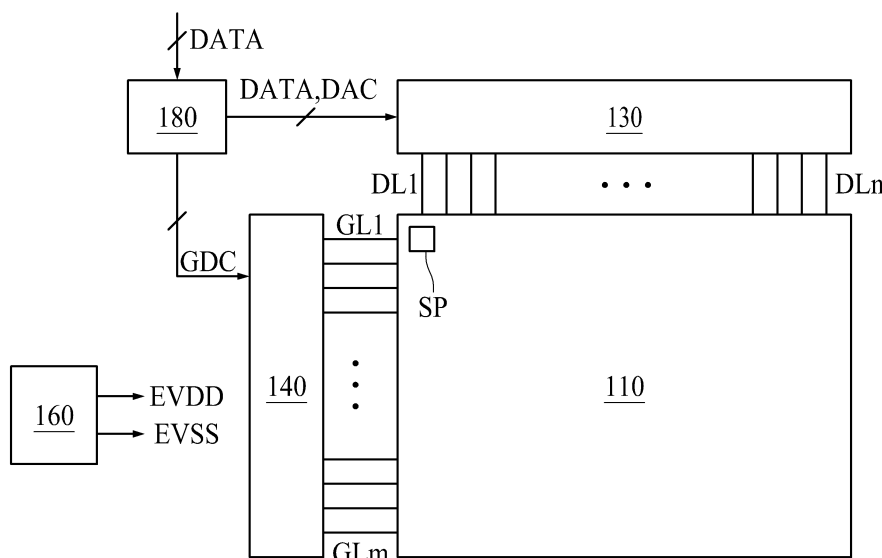 DATA
180
DATA,DAC
130
DL1
DLn
GDC
GL1
SP
140
110
160
EVDD
EVSS
GLm